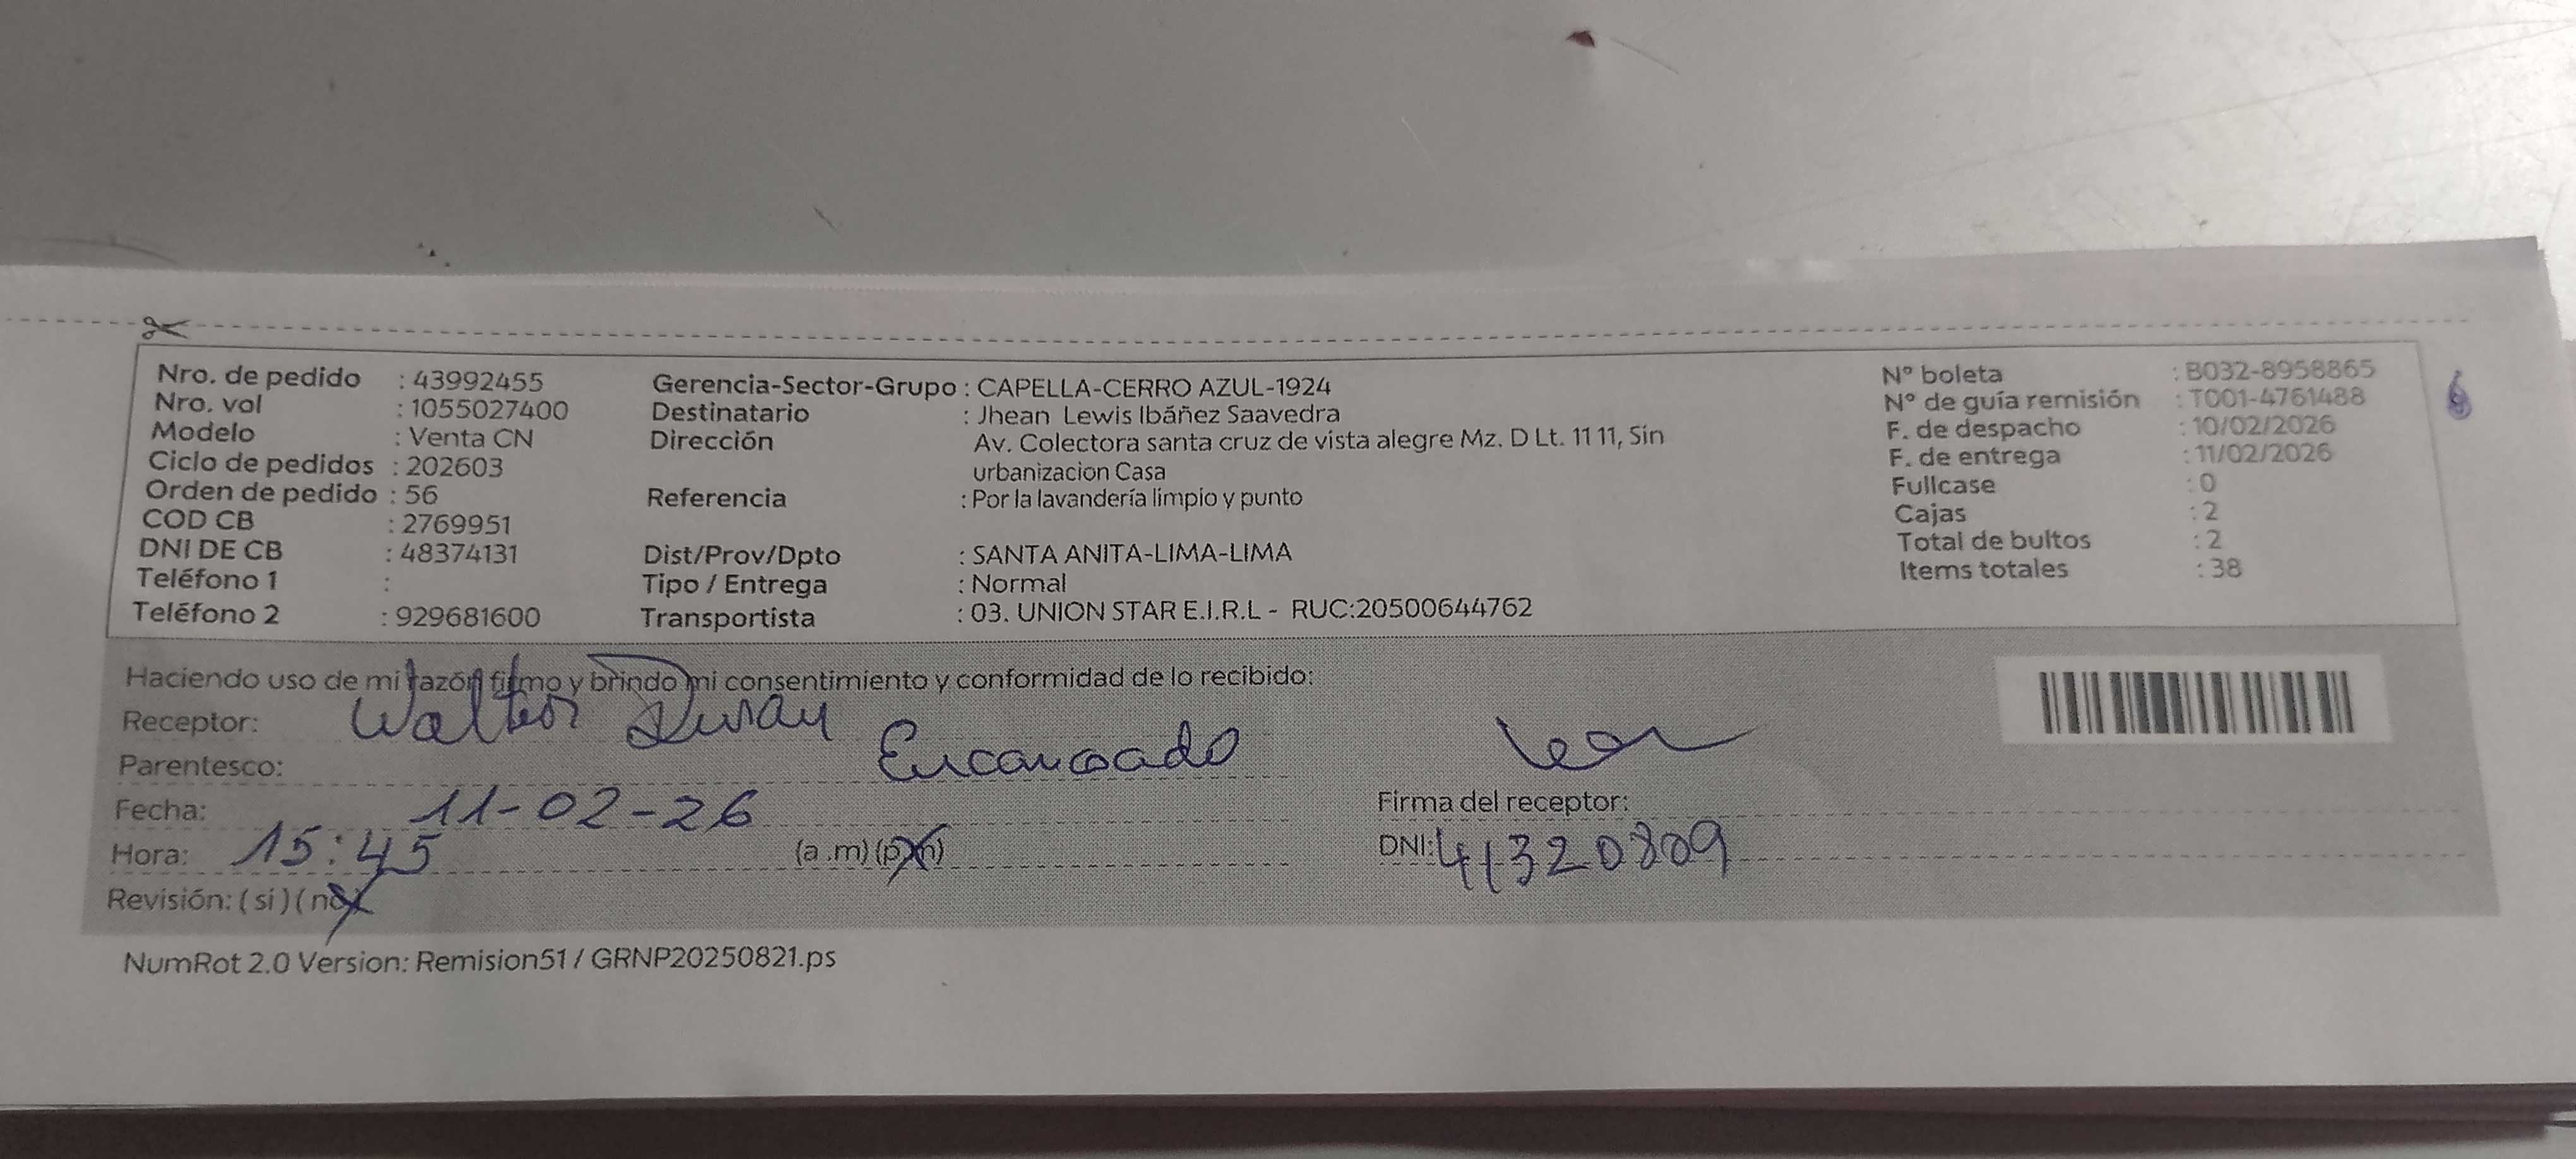 Nro. de pedido : 43992455
Nro. vol : 1055027400
Modelo : Venta CN
Ciclo de pedidos : 202603
Orden de pedido : 56
COD CB : 2769951
DNI DE CB : 48374131
Teléfono 1 :
Teléfono 2 : 929681600
Gerencia-Sector-Grupo : CAPELLA-CERRO AZUL-1924
Destinatario : Jhean Lewis Ibáñez Saavedra
Dirección Av. Colectora santa cruz de vista alegre Mz. D Lt. 11 11, Sin
urbanizacion Casa
Referencia : Por la lavandería limpio y punto
Dist/Prov/Dpto : SANTA ANITA-LIMA-LIMA
Tipo / Entrega : Normal
Transportista : 03. UNION STAR E.I.R.L - RUC:20500644762
N° boleta : B032-8958865
N° de guía remisión : T001-4761488
F. de despacho : 10/02/2026
F. de entrega : 11/02/2026
Fullcase : 0
Cajas : 2
Total de bultos : 2
Items totales : 38
6
Haciendo uso de mi razón firmo y brindo mi consentimiento y conformidad de lo recibido:
Receptor: Walter
Parentesco: Encargado
Fecha: 11-02-26
Hora: 15:45 (a .m) (p.m)
Revisión: ( si ) ( no )
Firma del receptor:
DNI: 41320809
NumRot 2.0 Version: Remision51 / GRNP20250821.ps